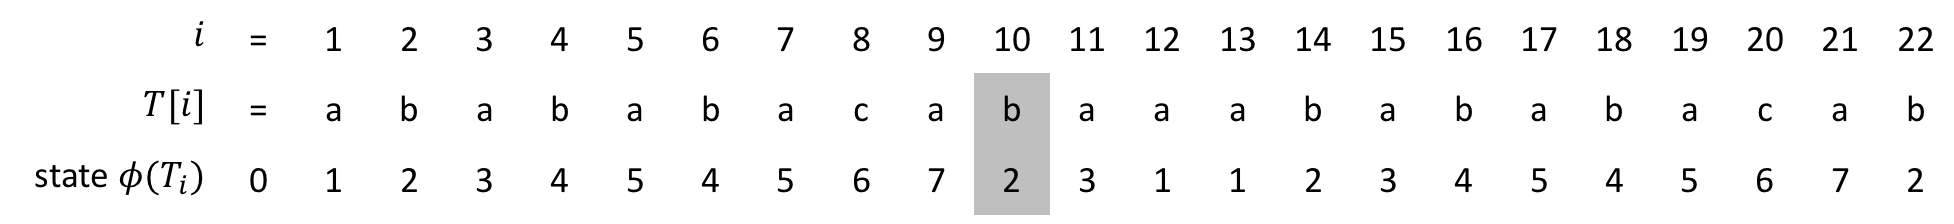 i = 1 2 3 4 5 6 7 8 9 10 11 12 13 14 15 16 17 18 19 20 21 22
T[i] = a b a b a b a c a b a a a b a b a b a c a b
state ϕ(Tᵢ) 0 1 2 3 4 5 4 5 6 7 2 3 1 1 2 3 4 5 4 5 6 7 2